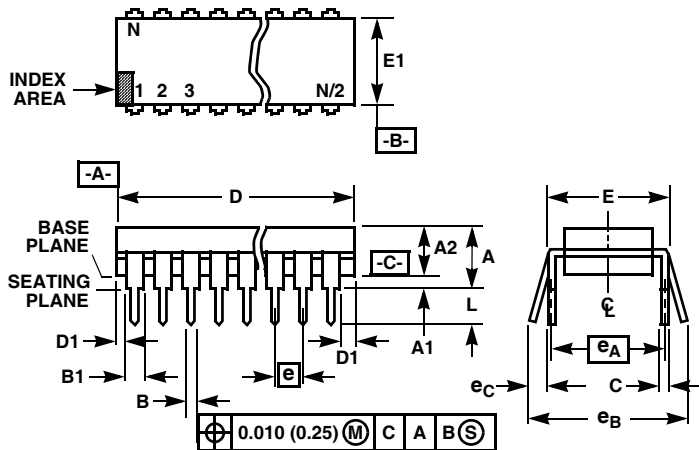 N
E1
INDEX
AREA
1 2 3 N/2
-B-
-A-
D
E
BASE
PLANE
A2
A
-C-
SEATING
PLANE
L
C L
D1
B1
B
e
D1
A1
eA
eC
C
eB
0.010 (0.25) M C A B S